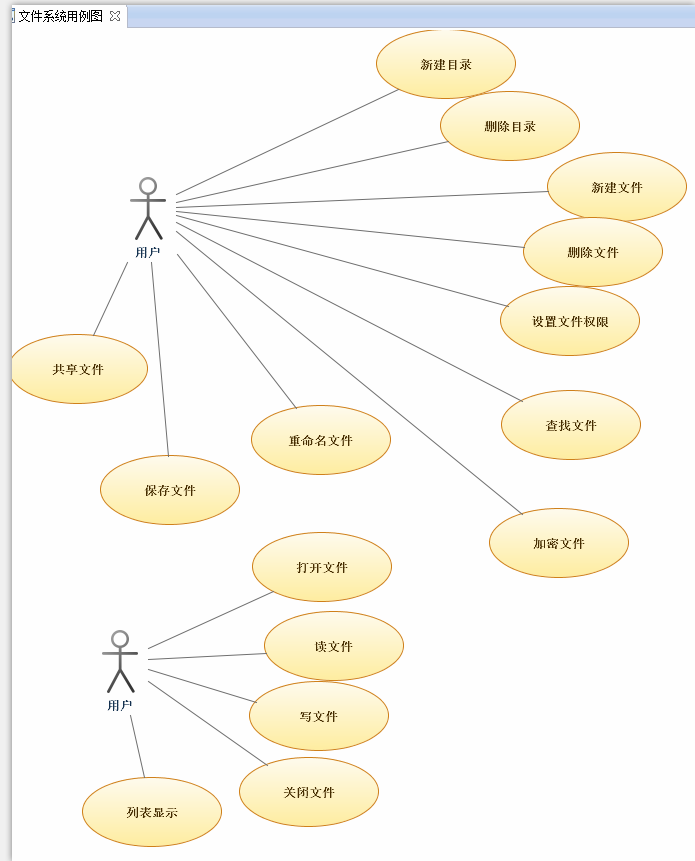 文件系统用例图
新建目录
删除目录
新建文件
用户
删除文件
设置文件权限
共享文件
查找文件
重命名文件
保存文件
加密文件
打开文件
读文件
用户
写文件
关闭文件
列表显示